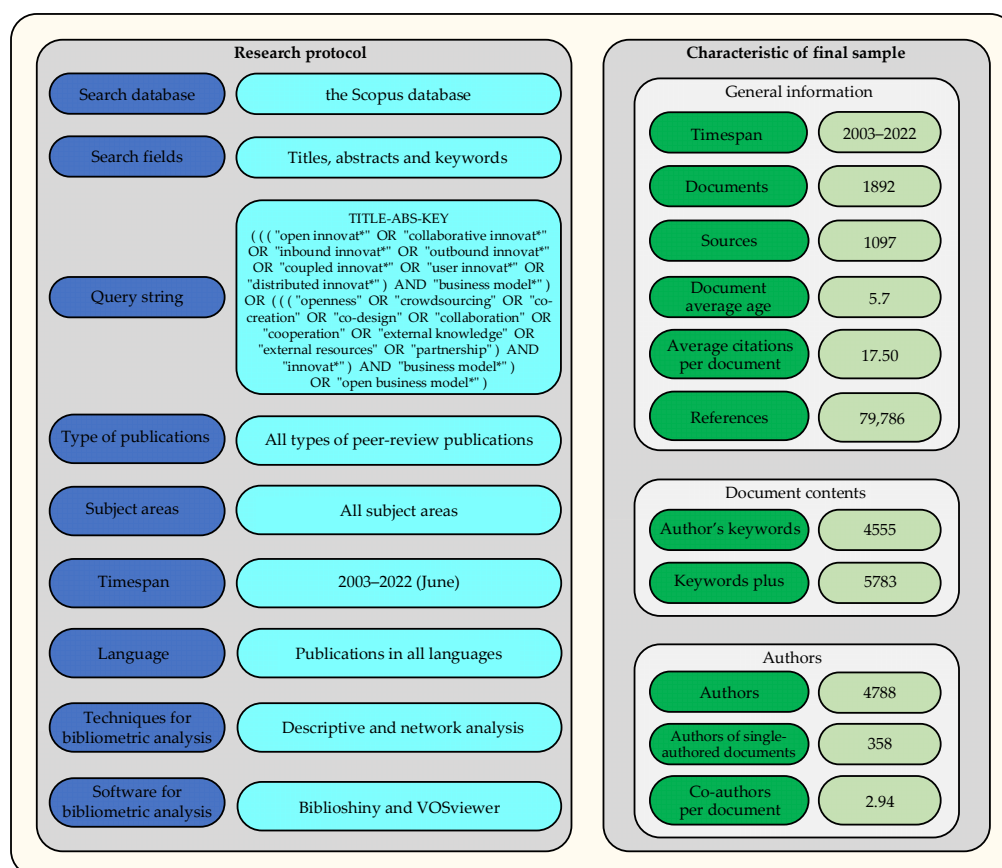 Research protocol
Search database
the Scopus database
Search fields
Titles, abstracts and keywords
Query string
TITLE-ABS-KEY
( ( ( "open innovat*" OR "collaborative innovat*"
OR "inbound innovat*" OR "outbound innovat*"
OR "coupled innovat*" OR "user innovat*" OR
"distributed innovat*" ) AND "business model*" )
OR ( ( ( "openness" OR "crowdsourcing" OR "co-
creation" OR "co-design" OR "collaboration" OR
"cooperation" OR "external knowledge" OR
"external resources" OR "partnership" ) AND
"innovat*" ) AND "business model*" )
OR "open business model*" )
Type of publications
All types of peer-review publications
Subject areas
All subject areas
Timespan
2003–2022 (June)
Language
Publications in all languages
Techniques for
bibliometric analysis
Descriptive and network analysis
Software for
bibliometric analysis
Biblioshiny and VOSviewer
Characteristic of final sample
General information
Timespan
2003–2022
Documents
1892
Sources
1097
Document
average age
5.7
Average citations
per document
17.50
References
79,786
Document contents
Author's keywords
4555
Keywords plus
5783
Authors
Authors
4788
Authors of single-
authored documents
358
Co-authors
per document
2.94